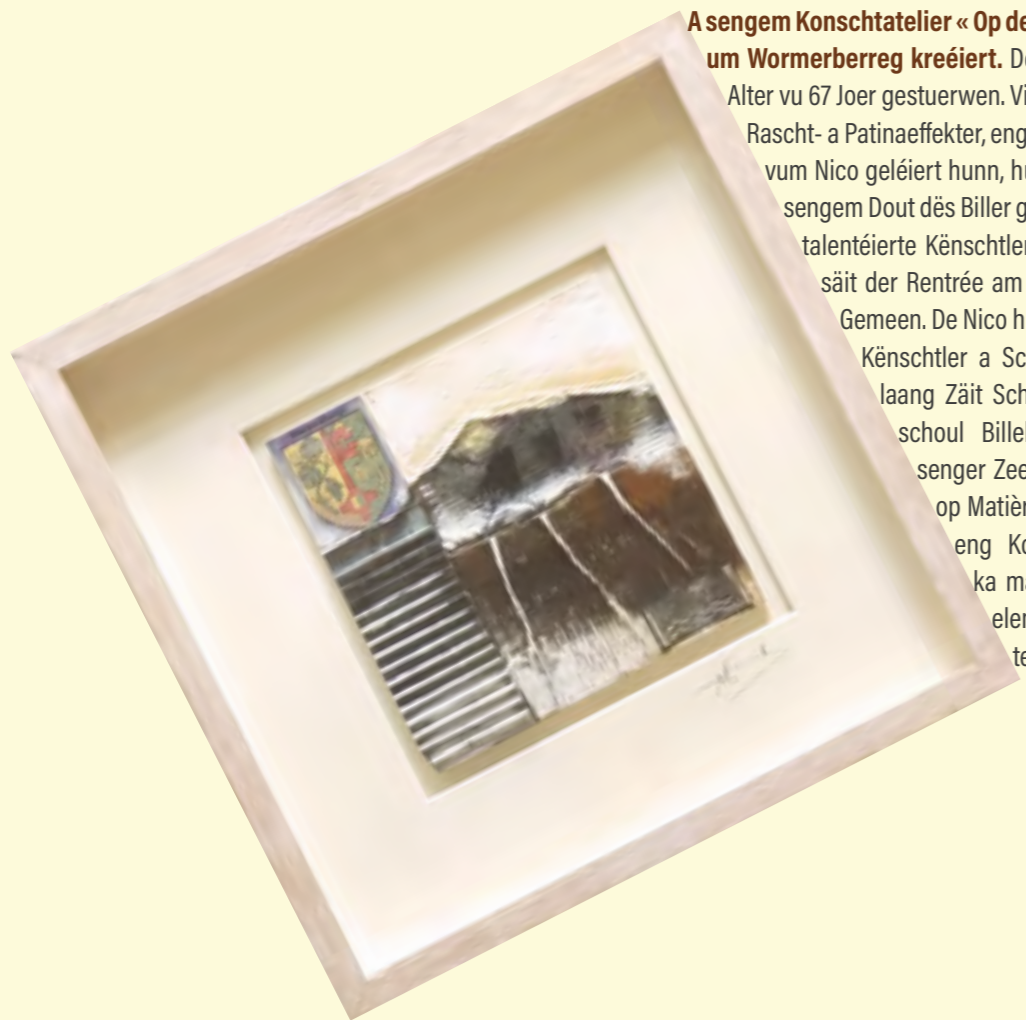 A sengem Konschtatelier « Op de
um Wormerberreg kreéiert. D
Alter vu 67 Joer gestuerwen. Vi
Rascht- a Patinaeffekter, eng
vum Nico geléiert hunn, h
sengem Dout dës Biller g
talentéierte Kënschtler
säit der Rentrée am
Gemeen. De Nico h
Kënschtler a Sc
laang Zäit Sch
schoul Bille
senger Zee
op Matièr
eng Ko
ka ma
eler
te